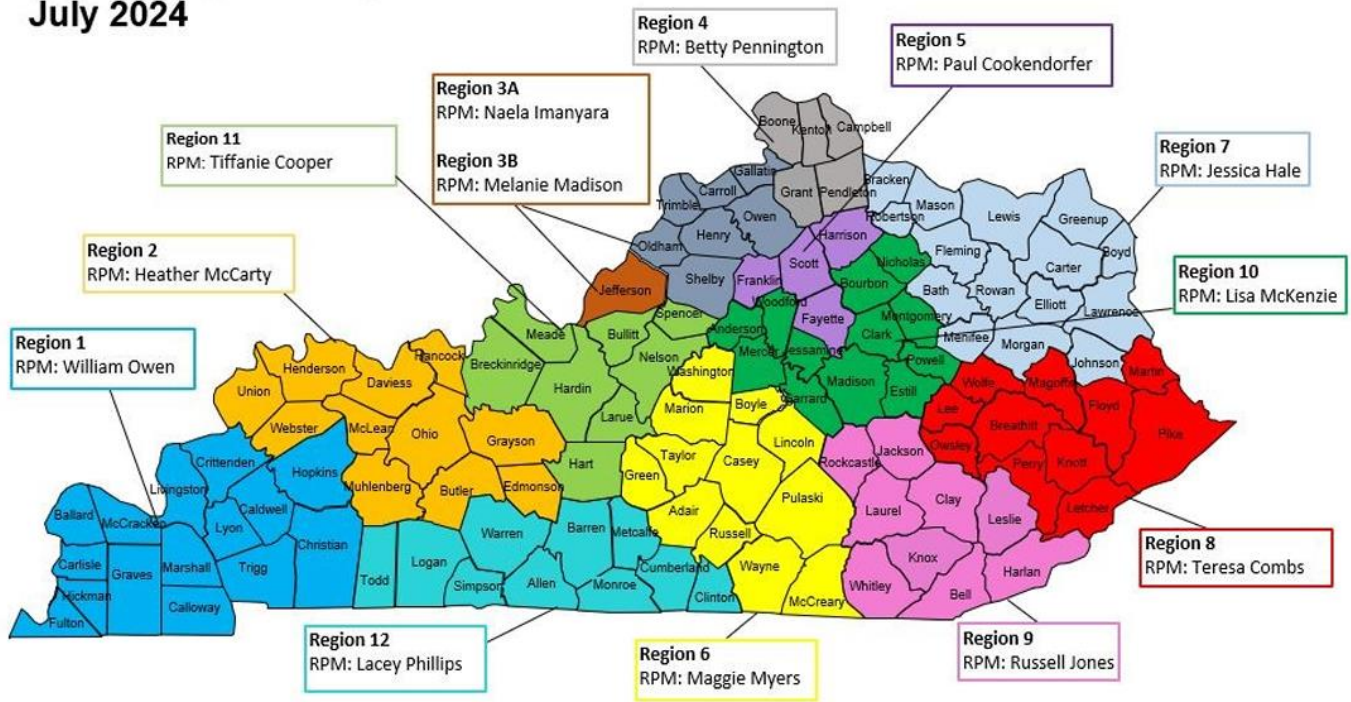 July 2024
Region 4
RPM: Betty Pennington
Region 5
RPM: Paul Cookendorfer
Region 3A
RPM: Naela Imanyara
Region 3B
RPM: Melanie Madison
Region 11
RPM: Tiffanie Cooper
Region 7
RPM: Jessica Hale
Region 2
RPM: Heather McCarty
Region 10
RPM: Lisa McKenzie
Region 1
RPM: William Owen
Region 8
RPM: Teresa Combs
Region 12
RPM: Lacey Phillips
Region 6
RPM: Maggie Myers
Region 9
RPM: Russell Jones
Boone
Kenton
Campbell
Grant
Pendleton
Gallatin
Carroll
Trimble
Owen
Henry
Oldham
Shelby
Jefferson
Bracken
Mason
Robertson
Lewis
Greenup
Fleming
Boyd
Carter
Bath
Rowan
Elliott
Lawrence
Menifee
Morgan
Johnson
Harrison
Scott
Franklin
Woodford
Fayette
Nicholas
Bourbon
Montgomery
Clark
Powell
Anderson
Mercer
Jessamine
Madison
Estill
Garrard
Spencer
Bullitt
Meade
Nelson
Breckinridge
Hardin
Larue
Hart
Washington
Marion
Boyle
Lincoln
Taylor
Casey
Green
Pulaski
Adair
Russell
Wayne
McCreary
Hancock
Henderson
Daviess
Union
Webster
McLean
Ohio
Grayson
Muhlenberg
Butler
Edmonson
Crittenden
Hopkins
Livingston
Caldwell
Lyon
Ballard
McCracken
Christian
Carlisle
Graves
Marshall
Trigg
Hickman
Calloway
Fulton
Todd
Logan
Warren
Simpson
Allen
Barren
Metcalfe
Monroe
Cumberland
Clinton
Wolfe
Magoffin
Martin
Lee
Floyd
Breathitt
Pike
Owsley
Perry
Knott
Letcher
Rockcastle
Jackson
Laurel
Clay
Leslie
Knox
Whitley
Bell
Harlan